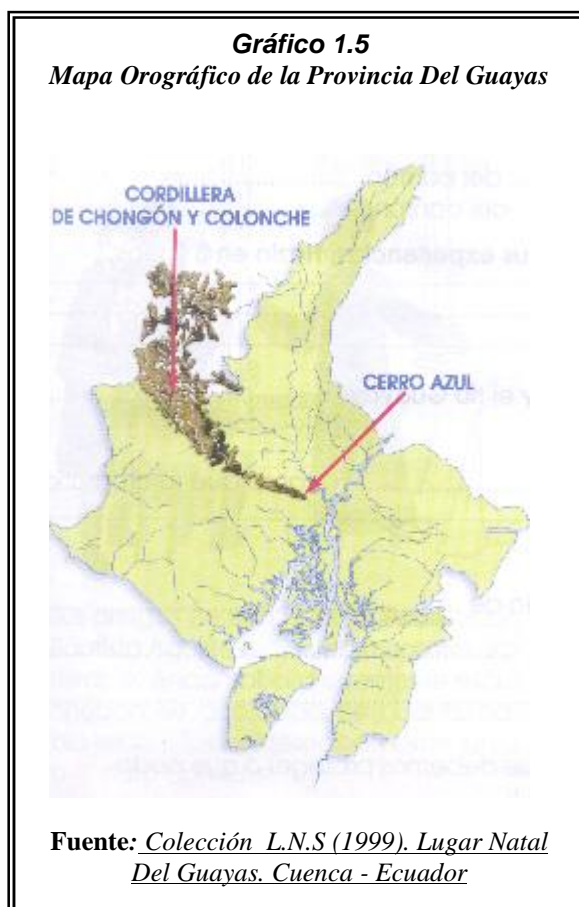 Gráfico 1.5
Mapa Orográfico de la Provincia Del Guayas
CORDILLERA
DE CHONGÓN Y COLONCHE
CERRO AZUL
Fuente: Colección L.N.S (1999). Lugar Natal
Del Guayas. Cuenca - Ecuador